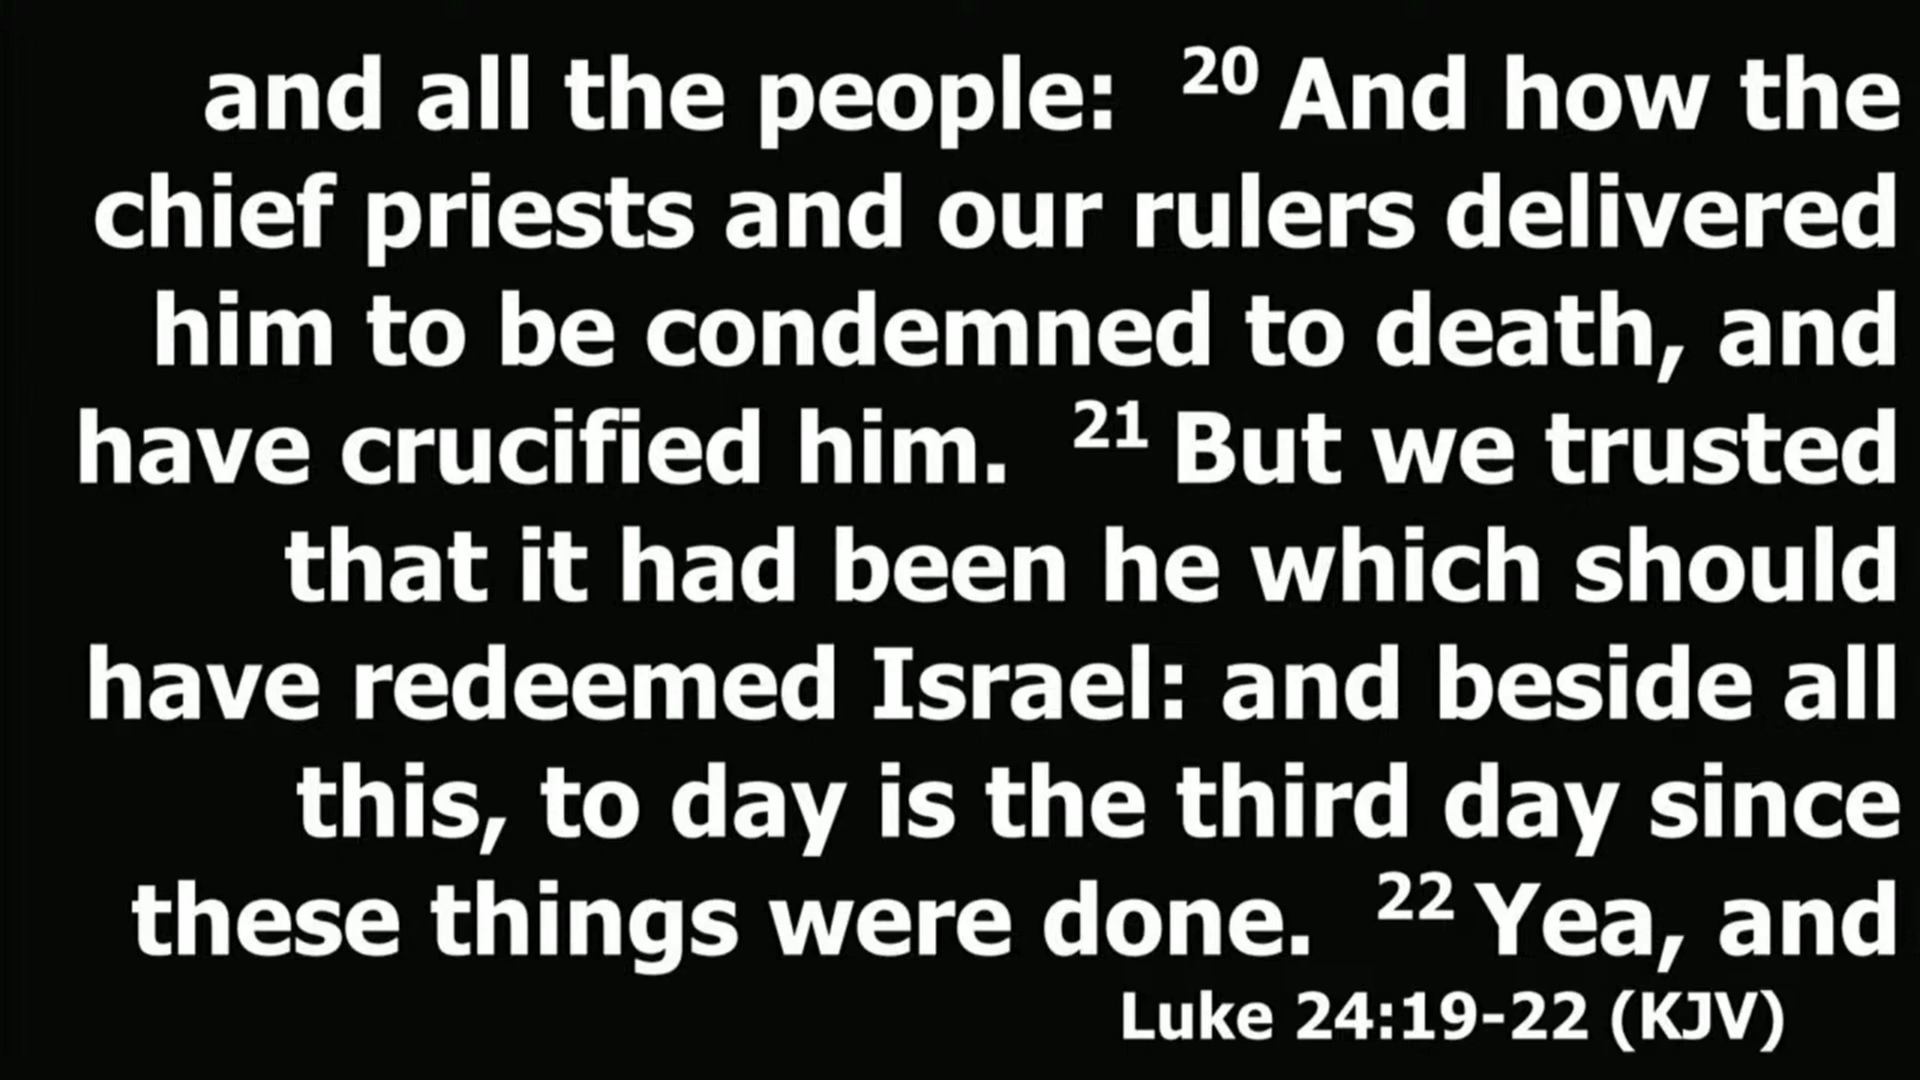 and all the people: 20 And how the
chief priests and our rulers delivered
him to be condemned to death, and
have crucified him. 21 But we trusted
that it had been he which should
have redeemed Israel: and beside all
this, to day is the third day since
these things were done. 22 Yea, and
Luke 24:19-22 (KJV)